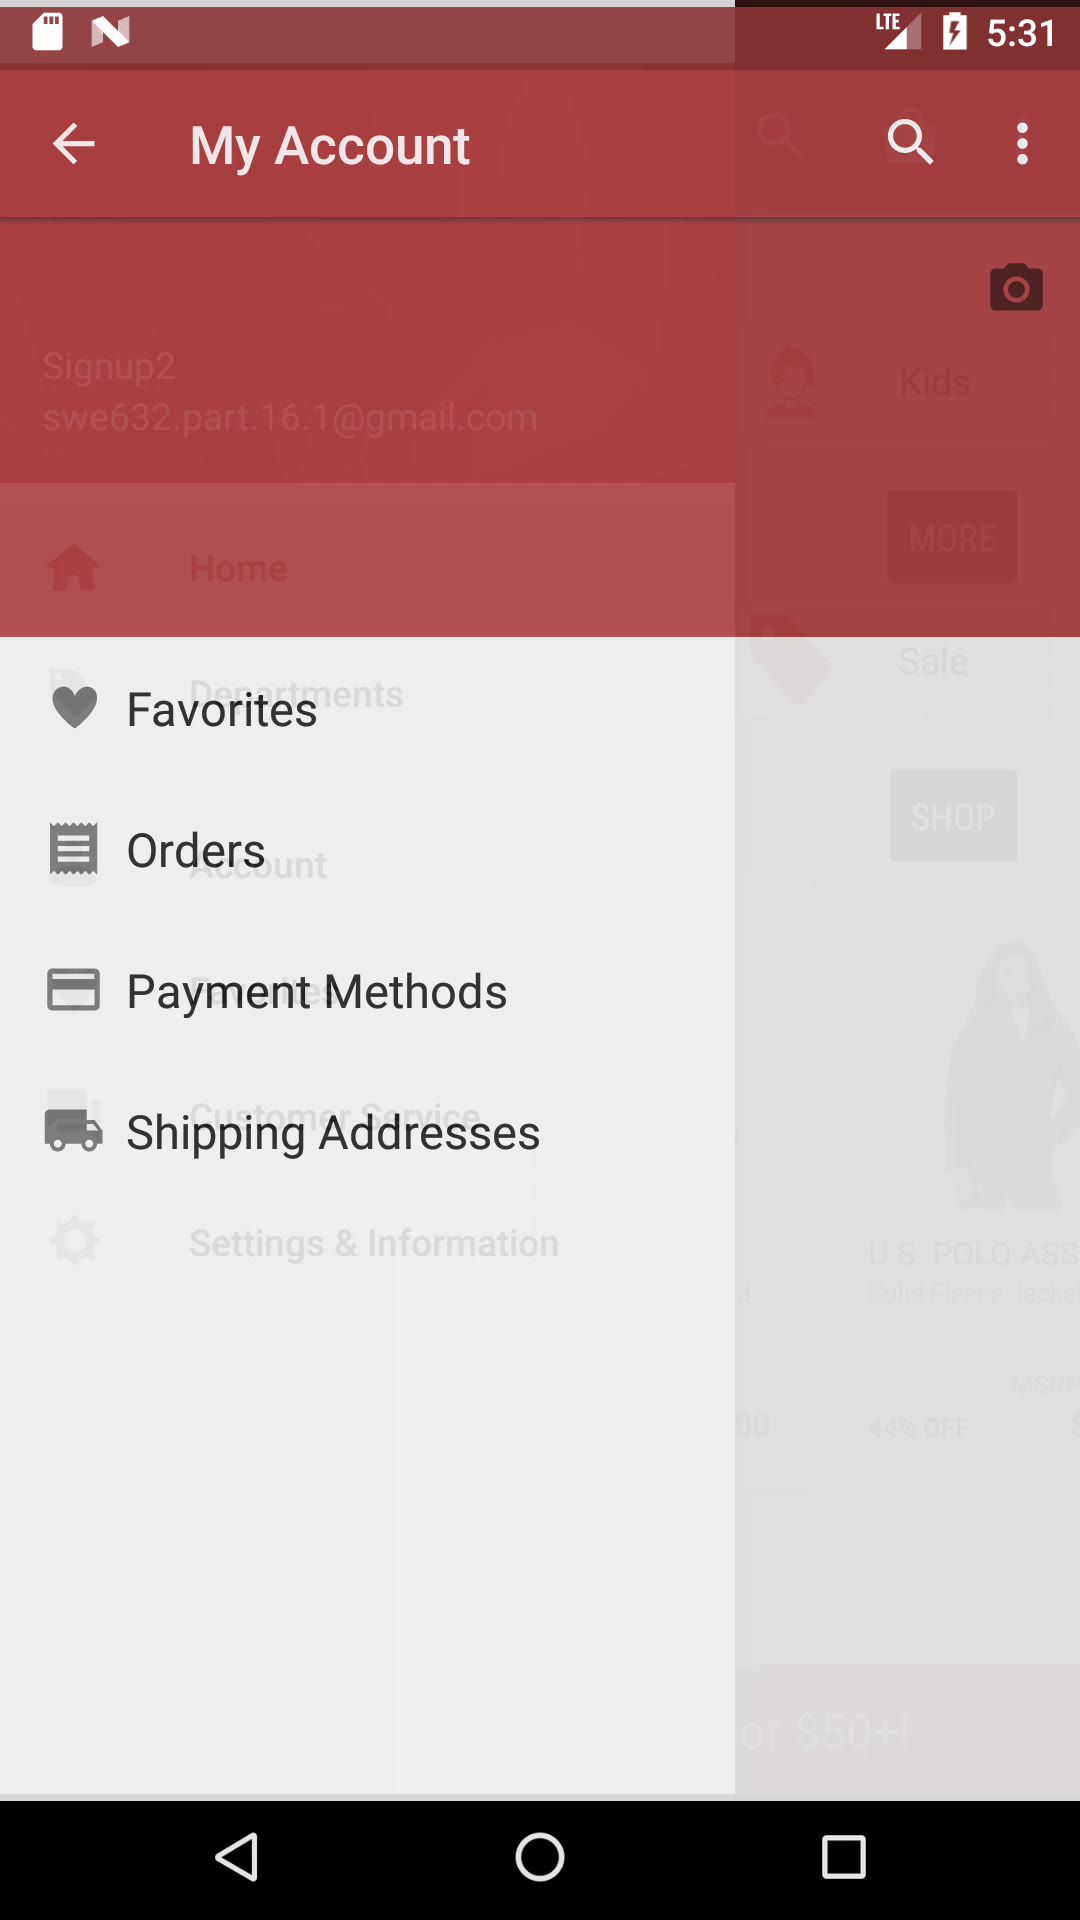 LTE 5:31
My Account
Signup2
swe632.part.16.1@gmail.com
Kids
MORE
Home
Sale
Departments
Favorites
SHOP
Orders
Account
Payment Methods
Favorites
Customer Service
Shipping Addresses
Settings & Information
U.S. POLO ASS
Solid Fleece Jacke
d..
MSRP
00
44% OFF
$
or $50+!